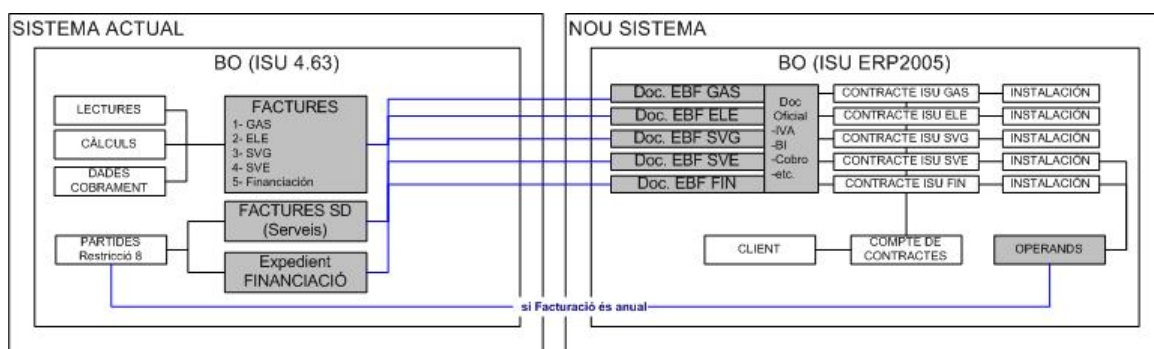 SISTEMA ACTUAL
BO (ISU 4.63)
LECTURES
CÀLCULS
DADES
COBRAMENT
FACTURES
1- GAS
2- ELE
3- SVG
4- SVE
5- Financiación
FACTURES SD
(Serveis)
PARTIDES
Restricció 8
Expedient
FINANCIACIÓ
si Facturació és anual
NOU SISTEMA
BO (ISU ERP2005)
Doc. EBF GAS
Doc. EBF ELE
Doc. EBF SVG
Doc. EBF SVE
Doc. EBF FIN
Doc
Oficial
-IVA
-BI
-Cobro
-etc.
CONTRACTE ISU GAS
CONTRACTE ISU ELE
CONTRACTE ISU SVG
CONTRACTE ISU SVE
CONTRACTE ISU FIN
INSTALACIÓN
INSTALACIÓN
INSTALACIÓN
INSTALACIÓN
INSTALACIÓN
CLIENT
COMPTE DE
CONTRACTES
OPERANDS